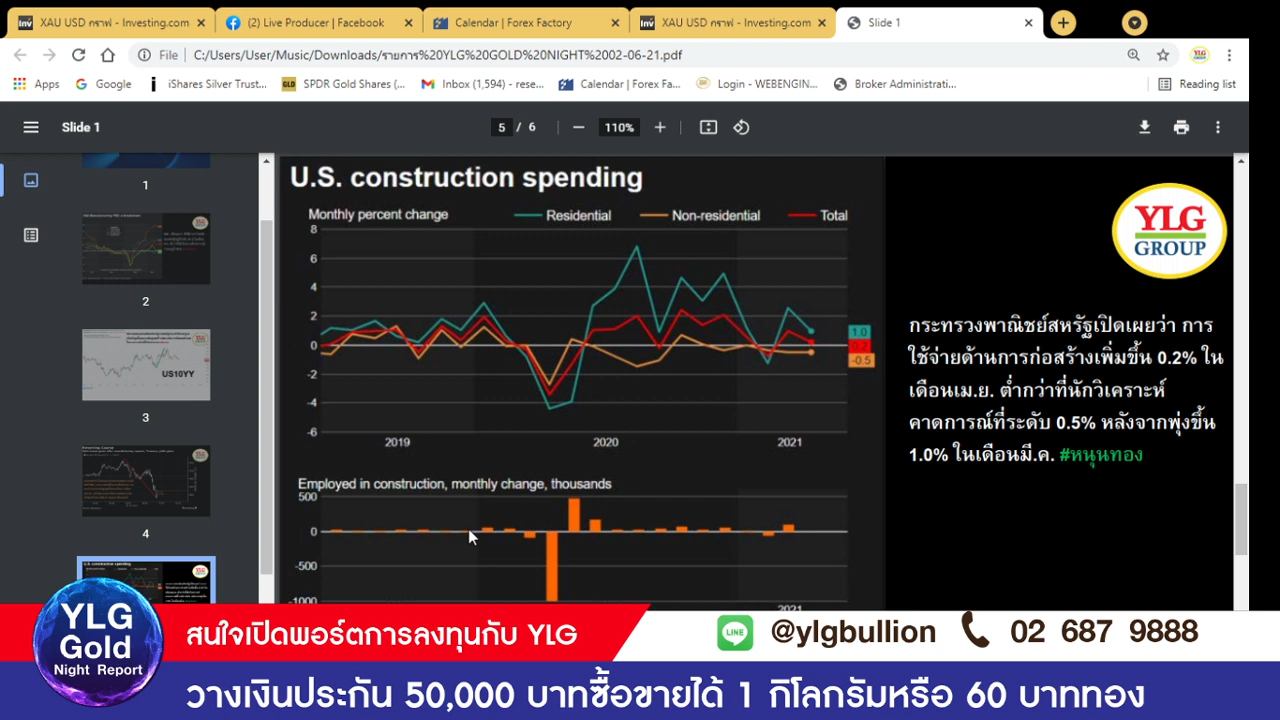 XAU USD กราฟ - Investing.com
(2) Live Producer | Facebook
Calendar | Forex Factory
XAU USD กราฟ - Investing.com
Slide 1
File
C:/Users/User/Music/Downloads/รายการ%20YLG%20GOLD%20NIGHT%2002-06-21.pdf
Apps
Google
iShares Silver Trust...
SPDR Gold Shares (...
Inbox (1,594) - rese...
Calendar | Forex Fa...
Login - WEBENGIN...
Broker Administrati...
Reading list
Slide 1
5 / 6
110%
1
2
US10YY
3
4
U.S. construction spending
Monthly percent change
Residential
Non-residential
Total
8
6
4
2
0
-2
-4
-6
1.0
0.2
-0.5
2019
2020
2021
Employed in construction, monthly change, thousands
500
0
-500
-1000
2021
YLG
GROUP
กระทรวงพาณิชย์สหรัฐเปิดเผยว่า การ
ใช้จ่ายด้านการก่อสร้างเพิ่มขึ้น 0.2% ใน
เดือนเม.ย. ต่ำกว่าที่นักวิเคราะห์
คาดการณ์ที่ระดับ 0.5% หลังจากพุ่งขึ้น
1.0% ในเดือนมี.ค. #หนุนทอง
YLG
Gold
Night Report
สนใจเปิดพอร์ตการลงทุนกับ YLG
@ylgbullion
02 687 9888
วางเงินประกัน 50,000 บาทซื้อขายได้ 1 กิโลกรัมหรือ 60 บาททอง